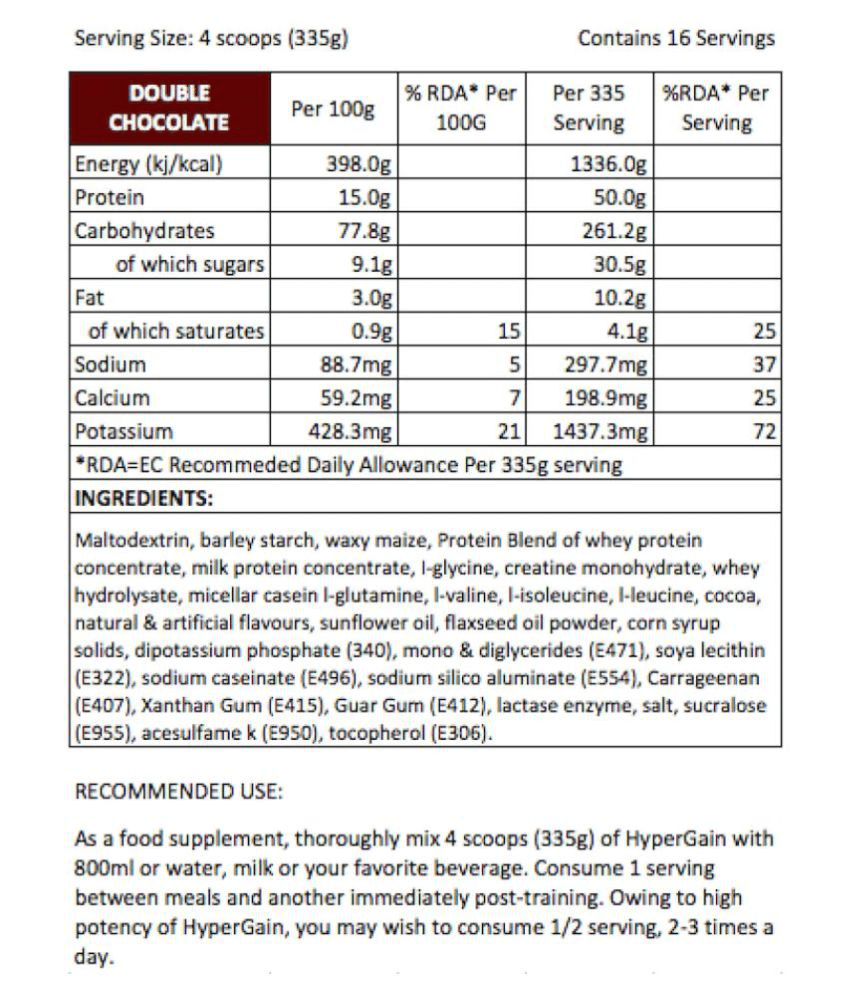 Serving Size: 4 scoops (335g) Contains 16 Servings
DOUBLE CHOCOLATE Per 100g % RDA* Per 100G Per 335 Serving %RDA* Per Serving
Energy (kj/kcal) 398.0g 1336.0g
Protein 15.0g 50.0g
Carbohydrates 77.8g 261.2g
of which sugars 9.1g 30.5g
Fat 3.0g 10.2g
of which saturates 0.9g 15 4.1g 25
Sodium 88.7mg 5 297.7mg 37
Calcium 59.2mg 7 198.9mg 25
Potassium 428.3mg 21 1437.3mg 72
*RDA=EC Recommeded Daily Allowance Per 335g serving
INGREDIENTS:
Maltodextrin, barley starch, waxy maize, Protein Blend of whey protein
concentrate, milk protein concentrate, l-glycine, creatine monohydrate, whey
hydrolysate, micellar casein l-glutamine, l-valine, l-isoleucine, l-leucine, cocoa,
natural & artificial flavours, sunflower oil, flaxseed oil powder, corn syrup
solids, dipotassium phosphate (340), mono & diglycerides (E471), soya lecithin
(E322), sodium caseinate (E496), sodium silico aluminate (E554), Carrageenan
(E407), Xanthan Gum (E415), Guar Gum (E412), lactase enzyme, salt, sucralose
(E955), acesulfame k (E950), tocopherol (E306).
RECOMMENDED USE:
As a food supplement, thoroughly mix 4 scoops (335g) of HyperGain with
800ml or water, milk or your favorite beverage. Consume 1 serving
between meals and another immediately post-training. Owing to high
potency of HyperGain, you may wish to consume 1/2 serving, 2-3 times a
day.